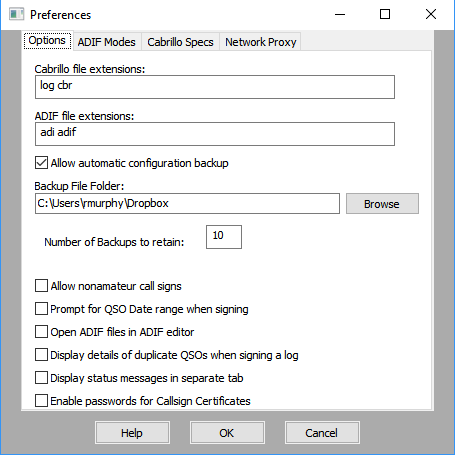 Preferences
Options ADIF Modes Cabrillo Specs Network Proxy
Cabrillo file extensions:
log cbr
ADIF file extensions:
adi adif
Allow automatic configuration backup
Backup File Folder:
C:\Users\rmurphy\Dropbox Browse
Number of Backups to retain: 10
Allow nonamateur call signs
Prompt for QSO Date range when signing
Open ADIF files in ADIF editor
Display details of duplicate QSOs when signing a log
Display status messages in separate tab
Enable passwords for Callsign Certificates
Help OK Cancel